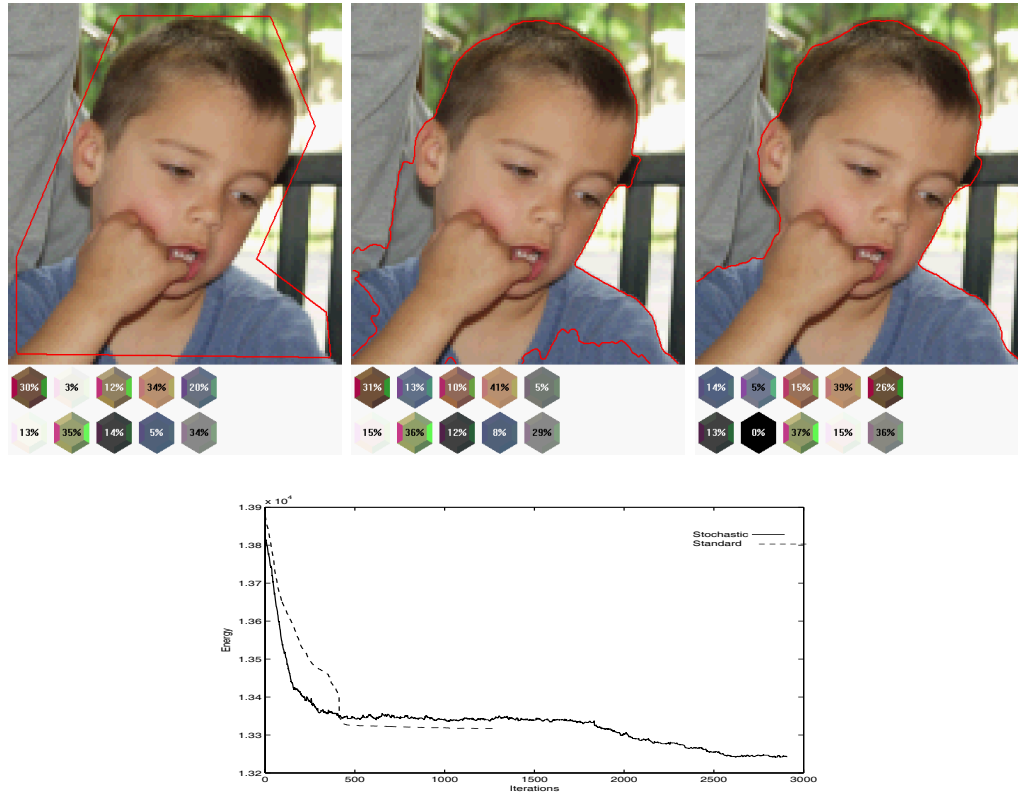 30% 3% 12% 34% 20%
13% 35% 14% 5% 34%
31% 13% 10% 41% 5%
15% 36% 12% 8% 29%
14% 5% 15% 39% 26%
13% 0% 37% 15% 36%
x 10^4
1.39
1.38
1.37
1.36
1.35
1.34
1.33
1.32
Energy
Stochastic
Standard
0 500 1000 1500 2000 2500 3000
Iterations